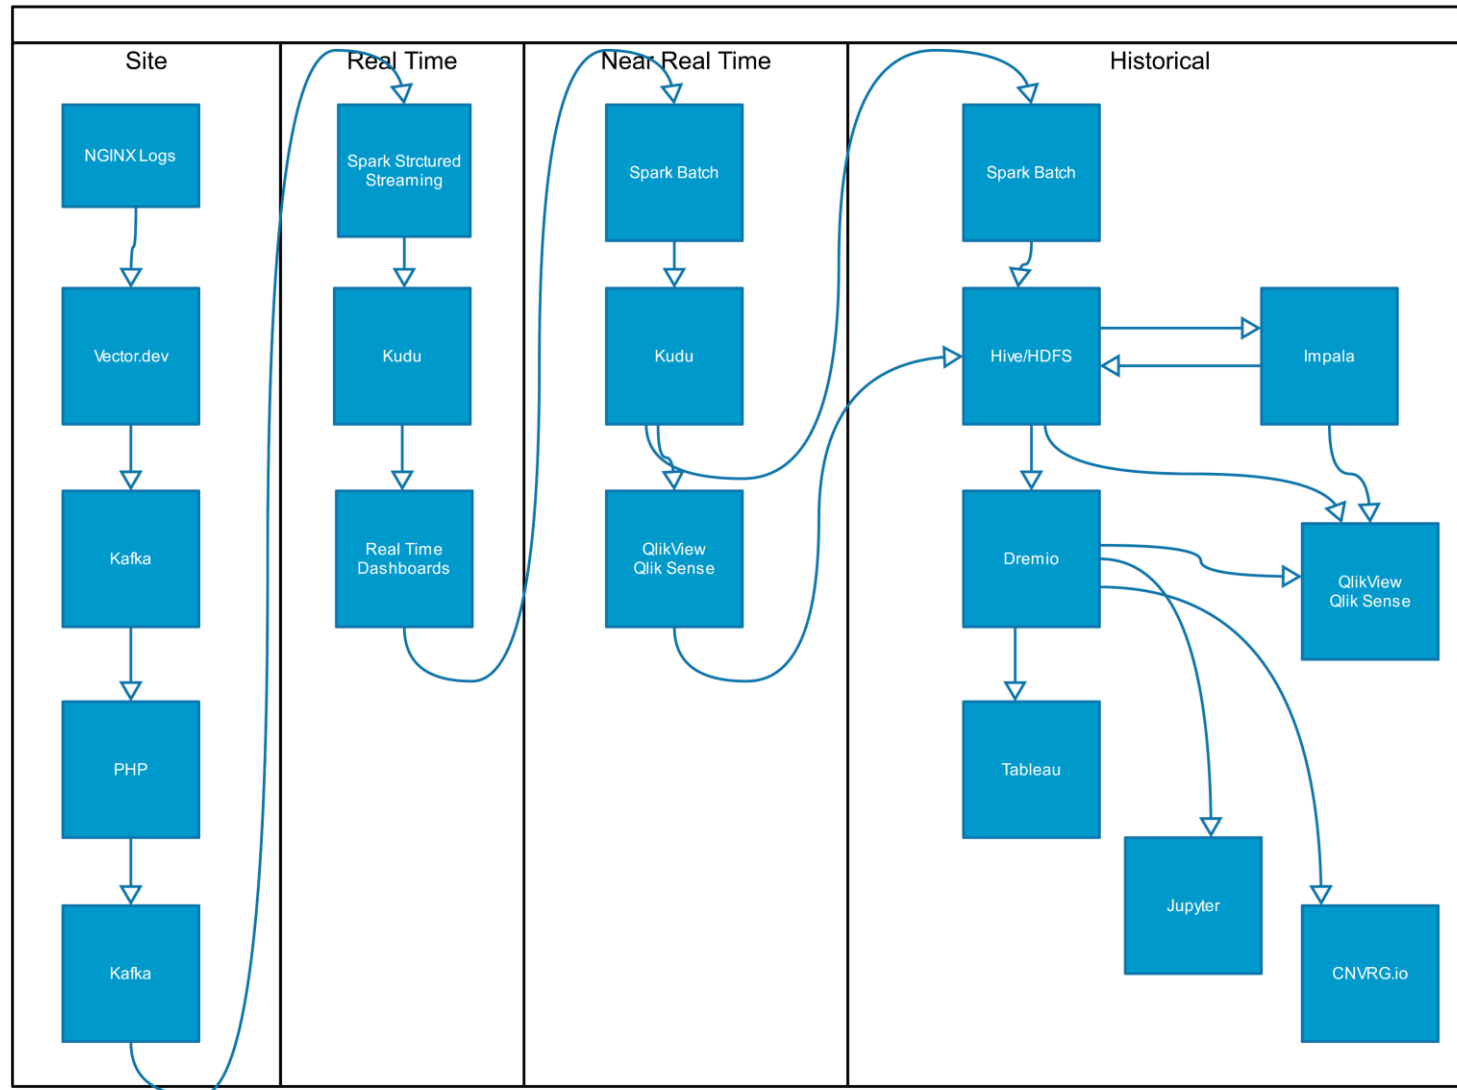 Site
Real Time
Near Real Time
Historical
NGINX Logs
Vector.dev
Kafka
PHP
Kafka
Spark Strctured
Streaming
Kudu
Real Time
Dashboards
Spark Batch
Kudu
QlikView
Qlik Sense
Spark Batch
Hive/HDFS
Impala
Dremio
QlikView
Qlik Sense
Tableau
Jupyter
CNVRG.io